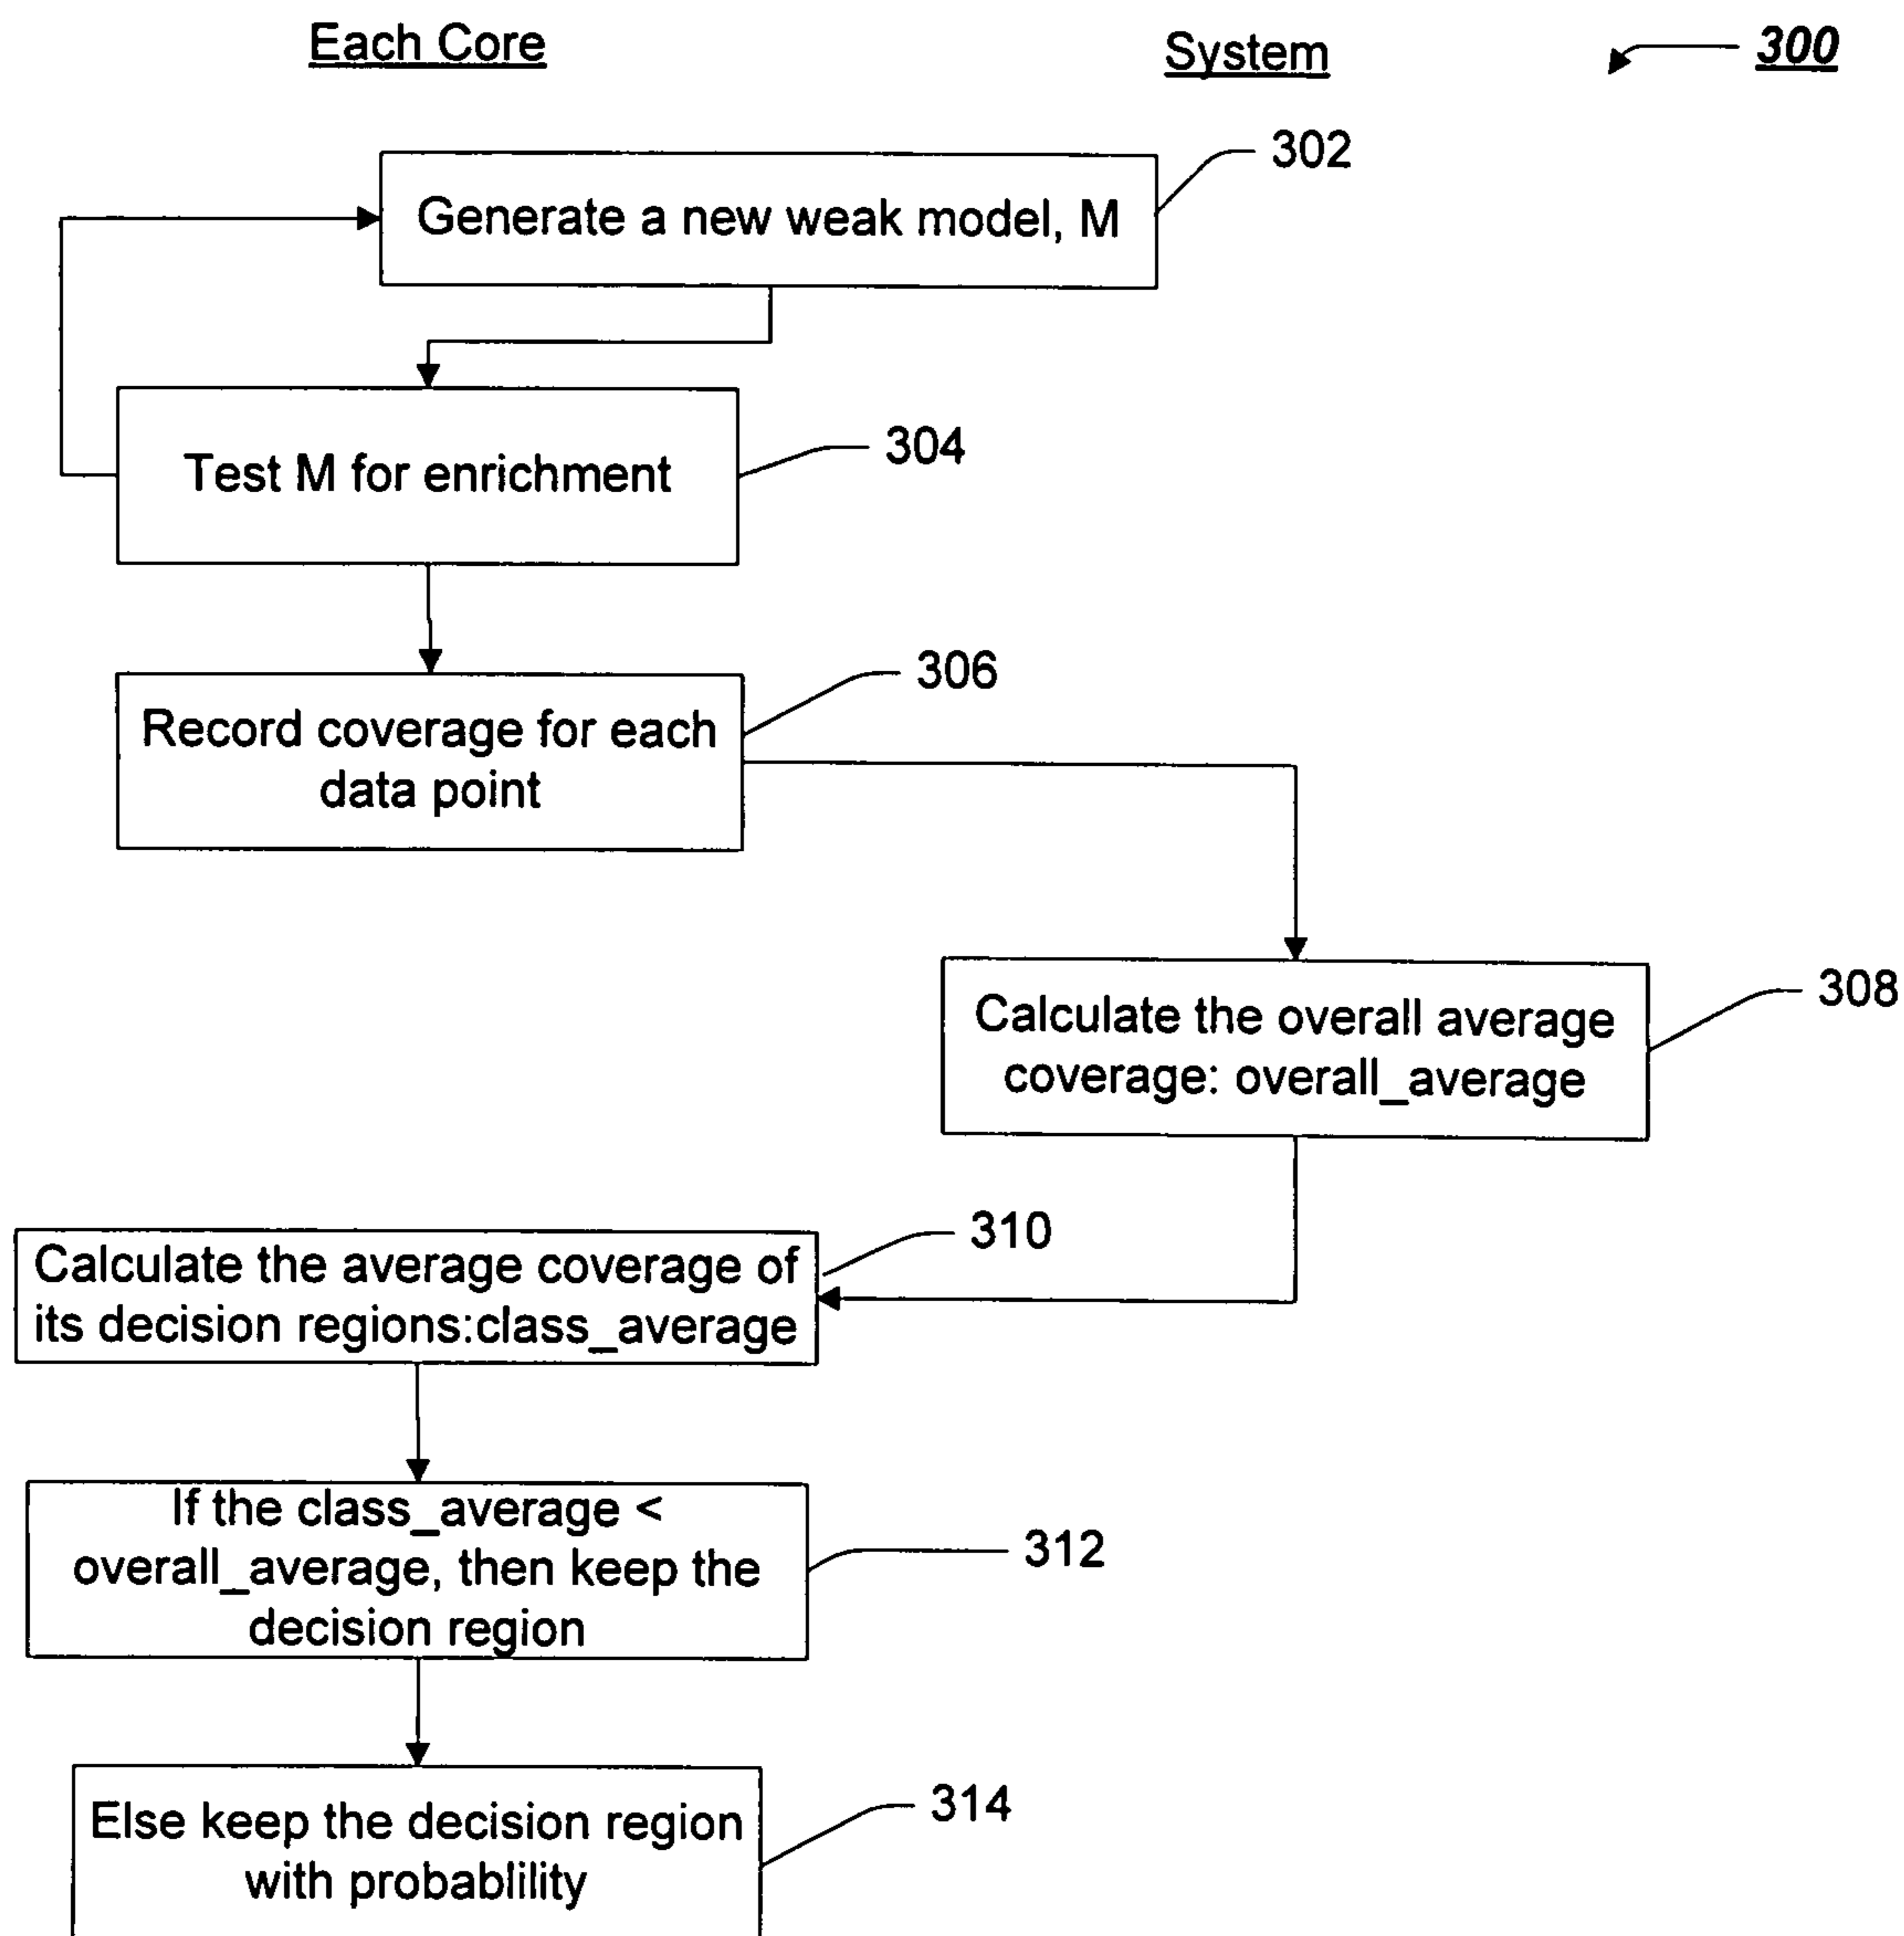 Each Core
System
300
302
Generate a new weak model, M
304
Test M for enrichment
306
Record coverage for each
data point
308
Calculate the overall average
coverage: overall_average
310
Calculate the average coverage of
its decision regions:class_average
If the class_average <
overall_average, then keep the
decision region
312
314
Else keep the decision region
with probablility